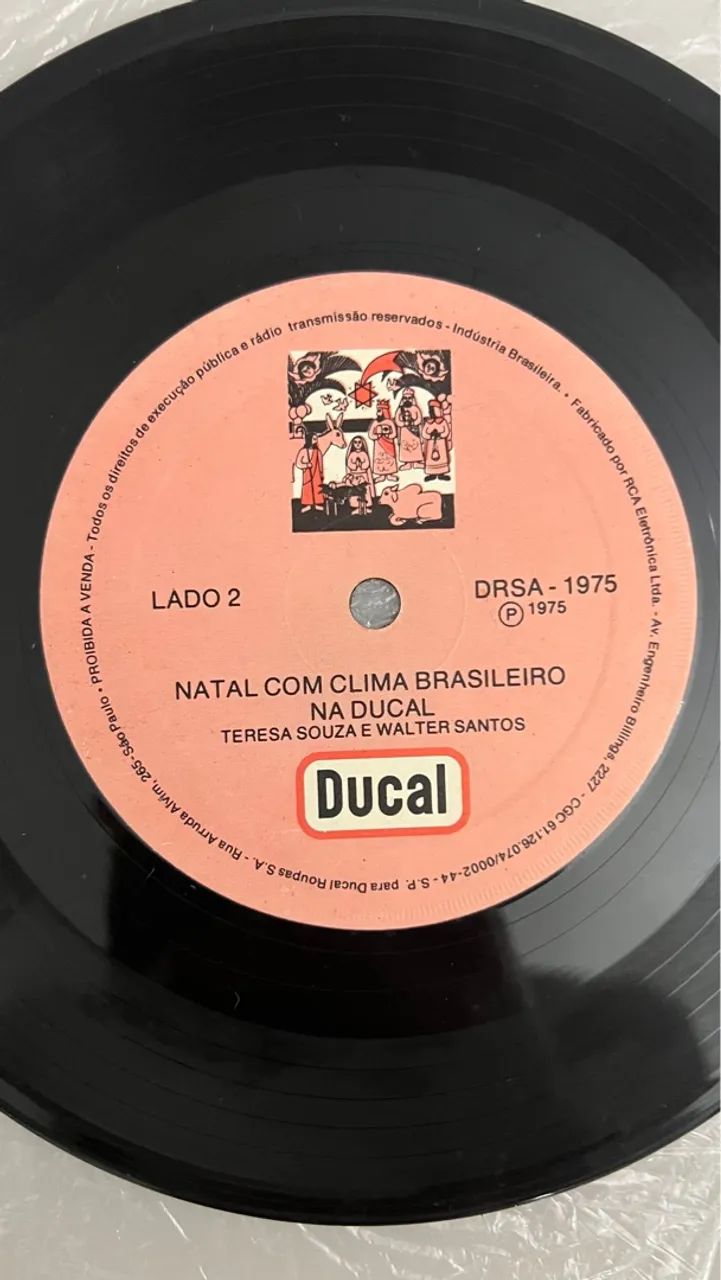 Todos os direitos de execução pública e rádio transmissão reservados - Indústria Brasileira. • Fabricado por RCA Eletrônica Ltda. - Av. Engenheiro Billings, 2227 - CGC 61.126.074/0002-44 - S.P. para Ducal Roupas S.A. - Rua Arruda Alvim, 265 - São Paulo • PROIBIDA A VENDA -
LADO 2
DRSA - 1975
Ⓟ 1975
NATAL COM CLIMA BRASILEIRO
NA DUCAL
TERESA SOUZA E WALTER SANTOS
Ducal